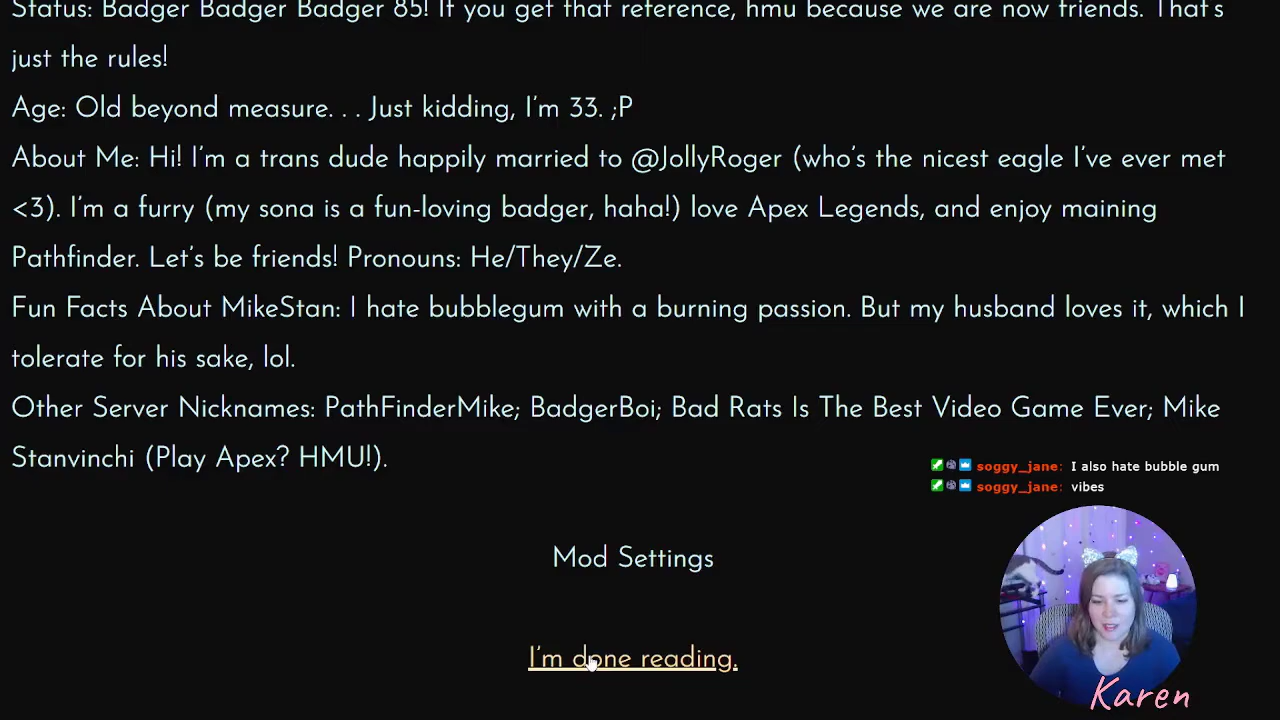 Status: Badger Badger Badger 85! If you get that reference, hmu because we are now friends. That's
just the rules!
Age: Old beyond measure. . . Just kidding, I'm 33. ;P
About Me: Hi! I'm a trans dude happily married to @JollyRoger (who's the nicest eagle I've ever met
<3). I'm a furry (my sona is a fun-loving badger, haha!) love Apex Legends, and enjoy maining
Pathfinder. Let's be friends! Pronouns: He/They/Ze.
Fun Facts About MikeStan: I hate bubblegum with a burning passion. But my husband loves it, which I
tolerate for his sake, lol.
Other Server Nicknames: PathFinderMike; BadgerBoi; Bad Rats Is The Best Video Game Ever; Mike
Stanvinchi (Play Apex? HMU!).
soggy_jane: I also hate bubble gum
soggy_jane: vibes
Mod Settings
I'm done reading.
Karen